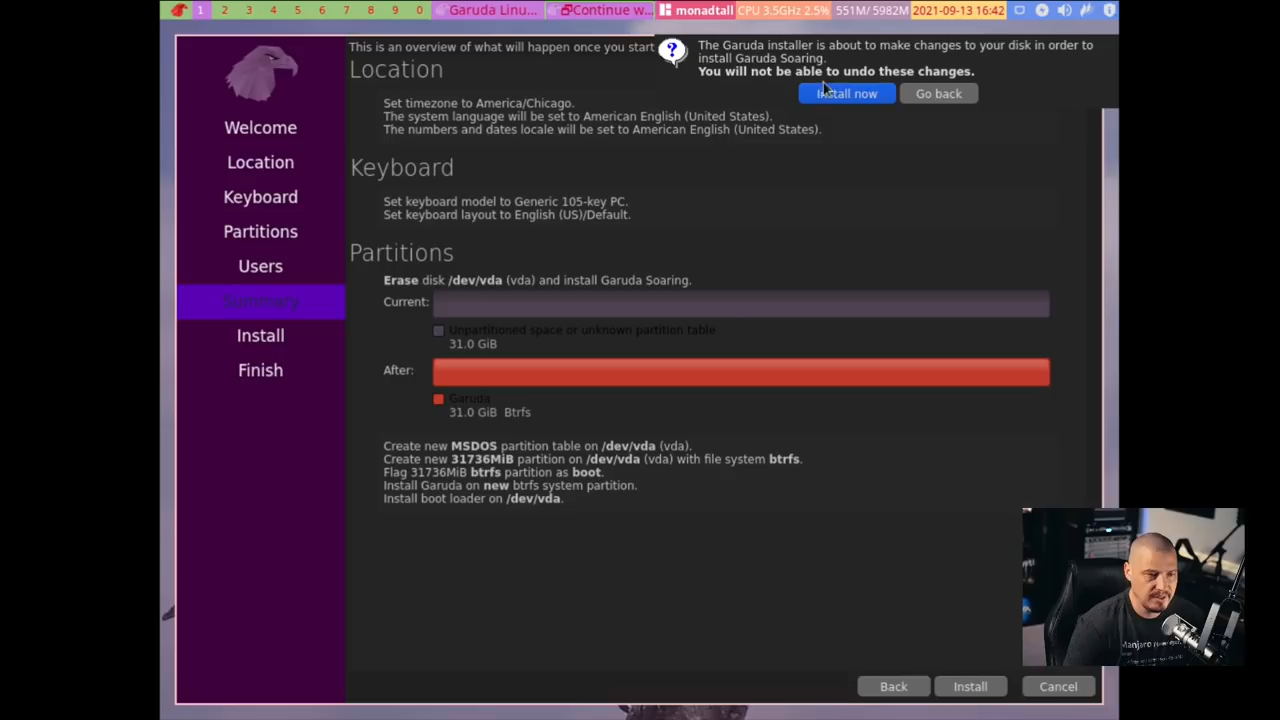 1 2 3 4 5 6 7 8 9 0 Garuda Linu... Continue w... monadtall CPU 3.5GHz 2.5% 551M/5982M 2021-09-13 16:42
This is an overview of what will happen once you start
The Garuda installer is about to make changes to your disk in order to
install Garuda Soaring.
You will not be able to undo these changes.
Install now Go back
Location
Set timezone to America/Chicago.
The system language will be set to American English (United States).
The numbers and dates locale will be set to American English (United States).
Welcome
Location
Keyboard
Partitions
Users
Summary
Install
Finish
Keyboard
Set keyboard model to Generic 105-key PC.
Set keyboard layout to English (US)/Default.
Partitions
Erase disk /dev/vda (vda) and install Garuda Soaring.
Current:
Unpartitioned space or unknown partition table
31.0 GiB
After:
Garuda
31.0 GiB Btrfs
Create new MSDOS partition table on /dev/vda (vda).
Create new 31736MiB partition on /dev/vda (vda) with file system btrfs.
Flag 31736MiB btrfs partition as boot.
Install Garuda on new btrfs system partition.
Install boot loader on /dev/vda.
Back Install Cancel